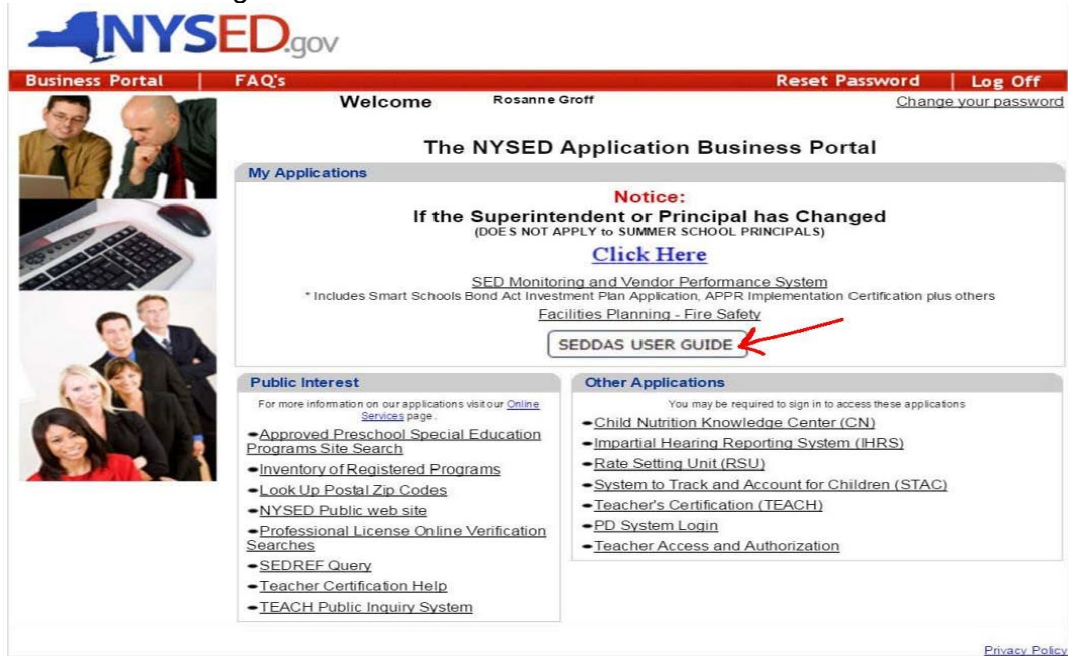 NYSED.gov
Business Portal | FAQ's Reset Password | Log Off
Welcome Rosanne Groff Change your password
The NYSED Application Business Portal
My Applications
Notice:
If the Superintendent or Principal has Changed
(DOES NOT APPLY to SUMMER SCHOOL PRINCIPALS)
Click Here
SED Monitoring and Vendor Performance System
* Includes Smart Schools Bond Act Investment Plan Application, APPR Implementation Certification plus others
Facilities Planning - Fire Safety
SEDDAS USER GUIDE
Public Interest
For more information on our applications visit our Online
Services page.
Approved Preschool Special Education
Programs Site Search
Inventory of Registered Programs
Look Up Postal Zip Codes
NYSED Public web site
Professional License Online Verification
Searches
SEDREF Query
Teacher Certification Help
TEACH Public Inquiry System
Other Applications
You may be required to sign in to access these applications
Child Nutrition Knowledge Center (CN)
Impartial Hearing Reporting System (IHRS)
Rate Setting Unit (RSU)
System to Track and Account for Children (STAC)
Teacher's Certification (TEACH)
PD System Login
Teacher Access and Authorization
Privacy Policy